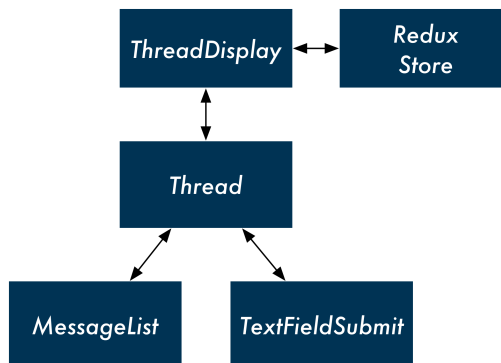 ThreadDisplay
Redux
Store
Thread
MessageList
TextFieldSubmit